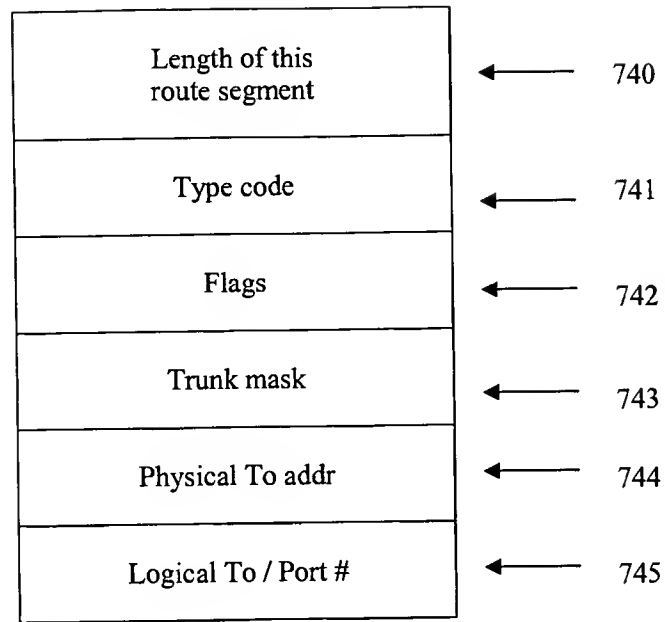 Length of this
route segment
740
Type code
741
Flags
742
Trunk mask
743
Physical To addr
744
Logical To / Port #
745